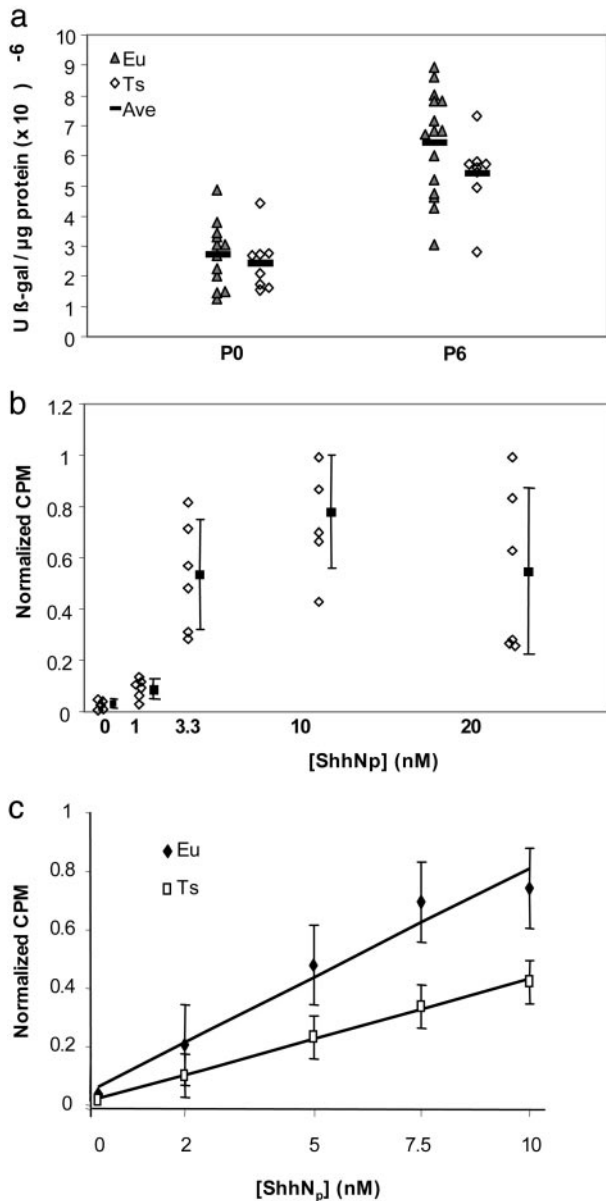 a
U ß-gal / µg protein (x 10 -6
10
9
8
7
6
5
4
3
2
1
0
Eu
Ts
Ave
P0 P6
b
Normalized CPM
1.2
1
0.8
0.6
0.4
0.2
0
0 1 3.3 10 20
[ShhNp] (nM)
c
Normalized CPM
1
0.8
0.6
0.4
0.2
0
Eu
Ts
0 2 5 7.5 10
[ShhNp] (nM)